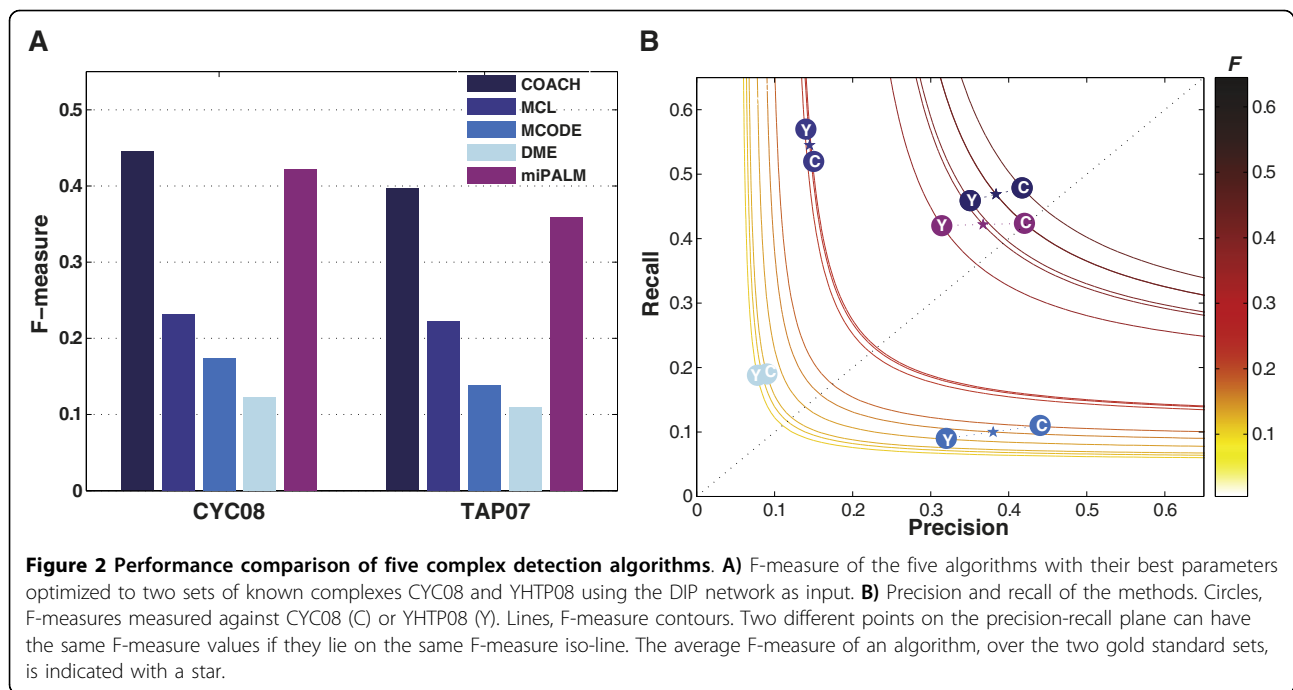 A
F-measure
0.5
0.4
0.3
0.2
0.1
0
COACH
MCL
MCODE
DME
miPALM
CYC08
TAP07
B
Recall
0.6
0.5
0.4
0.3
0.2
0.1
0
Y
C
Y
C
Y
C
Y
C
Y
C
0.1
0.2
0.3
0.4
0.5
0.6
Precision
F
0.6
0.5
0.4
0.3
0.2
0.1
Figure 2 Performance comparison of five complex detection algorithms. A) F-measure of the five algorithms with their best parameters
optimized to two sets of known complexes CYC08 and YHTP08 using the DIP network as input. B) Precision and recall of the methods. Circles,
F-measures measured against CYC08 (C) or YHTP08 (Y). Lines, F-measure contours. Two different points on the precision-recall plane can have
the same F-measure values if they lie on the same F-measure iso-line. The average F-measure of an algorithm, over the two gold standard sets,
is indicated with a star.